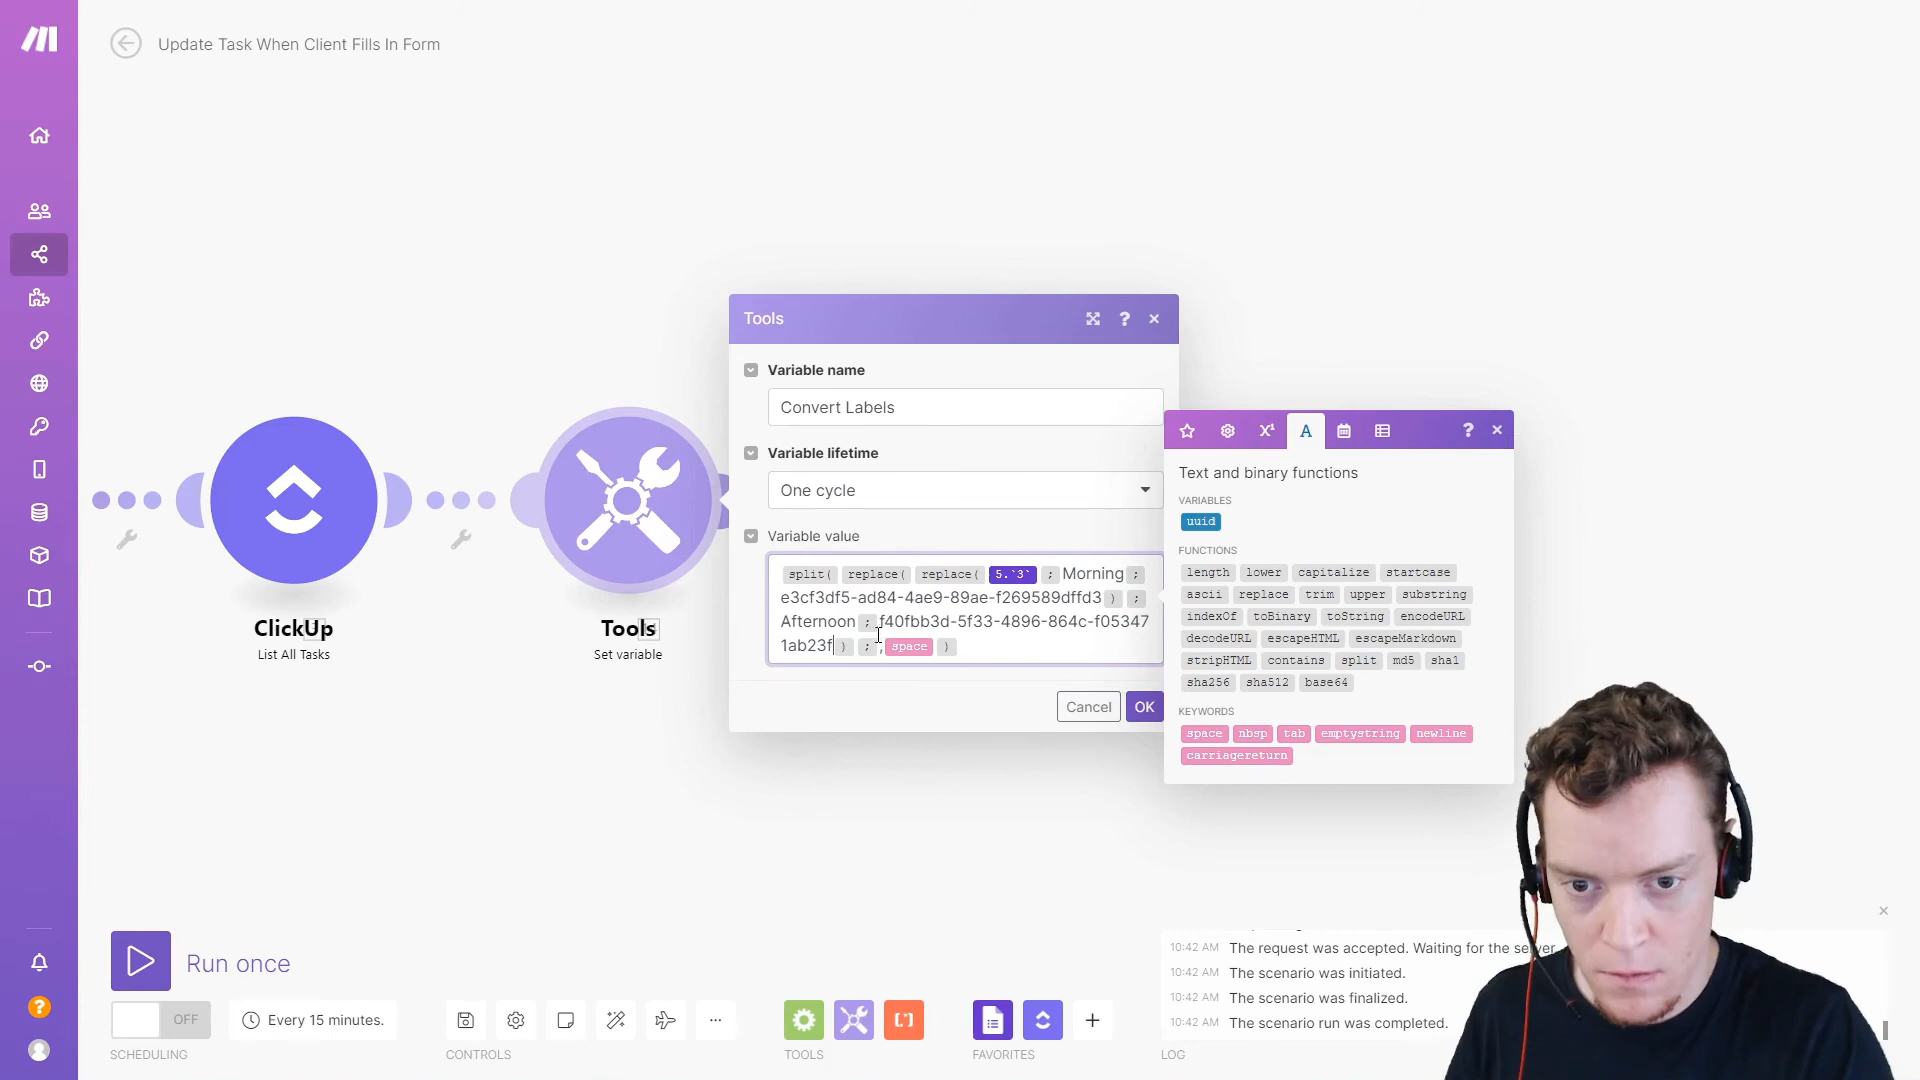 Update Task When Client Fills In Form
Tools
Variable name
Convert Labels
Variable lifetime
One cycle
Variable value
split( replace( replace( 5.`3` ; Morning ;
e3cf3df5-ad84-4ae9-89ae-f269589dffd3 ) ;
Afternoon ; f40fbb3d-5f33-4896-864c-f05347
1ab23f ) ; , space )
Cancel OK
Text and binary functions
VARIABLES
uuid
FUNCTIONS
length lower capitalize startcase
ascii replace trim upper substring
indexOf toBinary toString encodeURL
decodeURL escapeHTML escapeMarkdown
stripHTML contains split md5 sha1
sha256 sha512 base64
KEYWORDS
space nbsp tab emptystring newline
carriagereturn
ClickUp
List All Tasks
Tools
Set variable
Run once
OFF
Every 15 minutes.
SCHEDULING
CONTROLS
TOOLS
FAVORITES
LOG
10:42 AM The request was accepted. Waiting for the server.
10:42 AM The scenario was initiated.
10:42 AM The scenario was finalized.
10:42 AM The scenario run was completed.